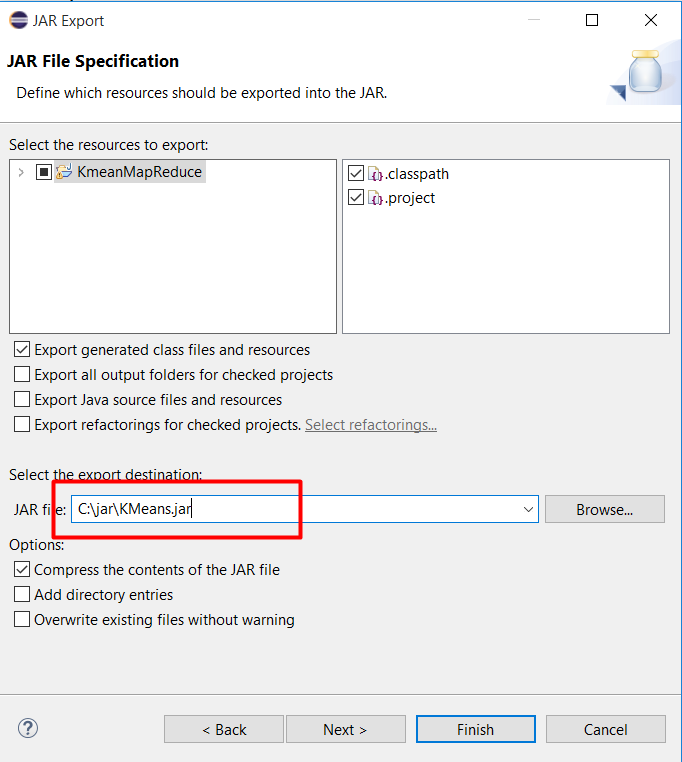 JAR Export
JAR File Specification
Define which resources should be exported into the JAR.
Select the resources to export:
KmeanMapReduce
.classpath
.project
Export generated class files and resources
Export all output folders for checked projects
Export Java source files and resources
Export refactorings for checked projects. Select refactorings...
Select the export destination:
JAR file: C:\jar\KMeans.jar Browse...
Options:
Compress the contents of the JAR file
Add directory entries
Overwrite existing files without warning
? < Back Next > Finish Cancel